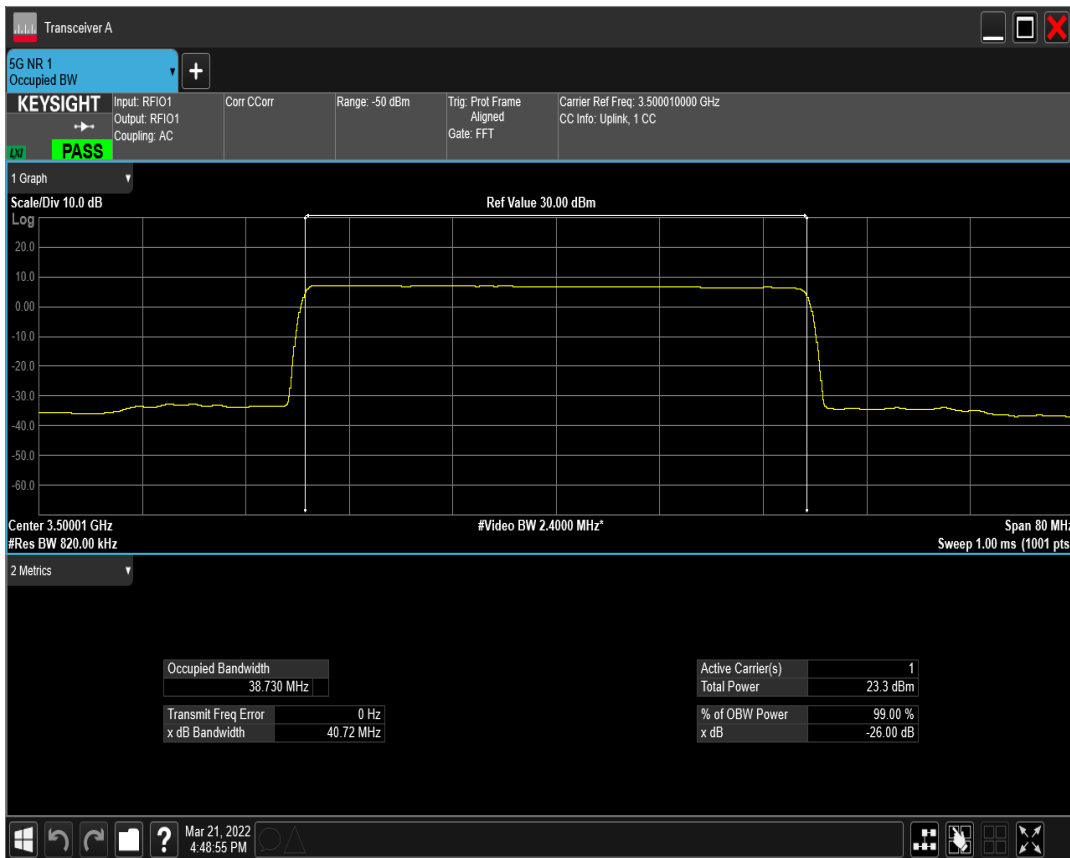 Transceiver A
5G NR 1
Occupied BW
KEYSIGHT
LXI
PASS
Input: RFIO1
Output: RFIO1
Coupling: AC
Corr CCorr
Range: -50 dBm
Trig: Prot Frame
Aligned
Gate: FFT
Carrier Ref Freq: 3.500010000 GHz
CC Info: Uplink, 1 CC
1 Graph
Scale/Div 10.0 dB
Ref Value 30.00 dBm
Log
20.0
10.0
0.00
-10.0
-20.0
-30.0
-40.0
-50.0
-60.0
Center 3.50001 GHz
#Video BW 2.4000 MHz*
Span 80 MHz
#Res BW 820.00 kHz
Sweep 1.00 ms (1001 pts
2 Metrics
Occupied Bandwidth
38.730 MHz
Transmit Freq Error 0 Hz
x dB Bandwidth 40.72 MHz
Active Carrier(s) 1
Total Power 23.3 dBm
% of OBW Power 99.00 %
x dB -26.00 dB
?
Mar 21, 2022
4:48:55 PM